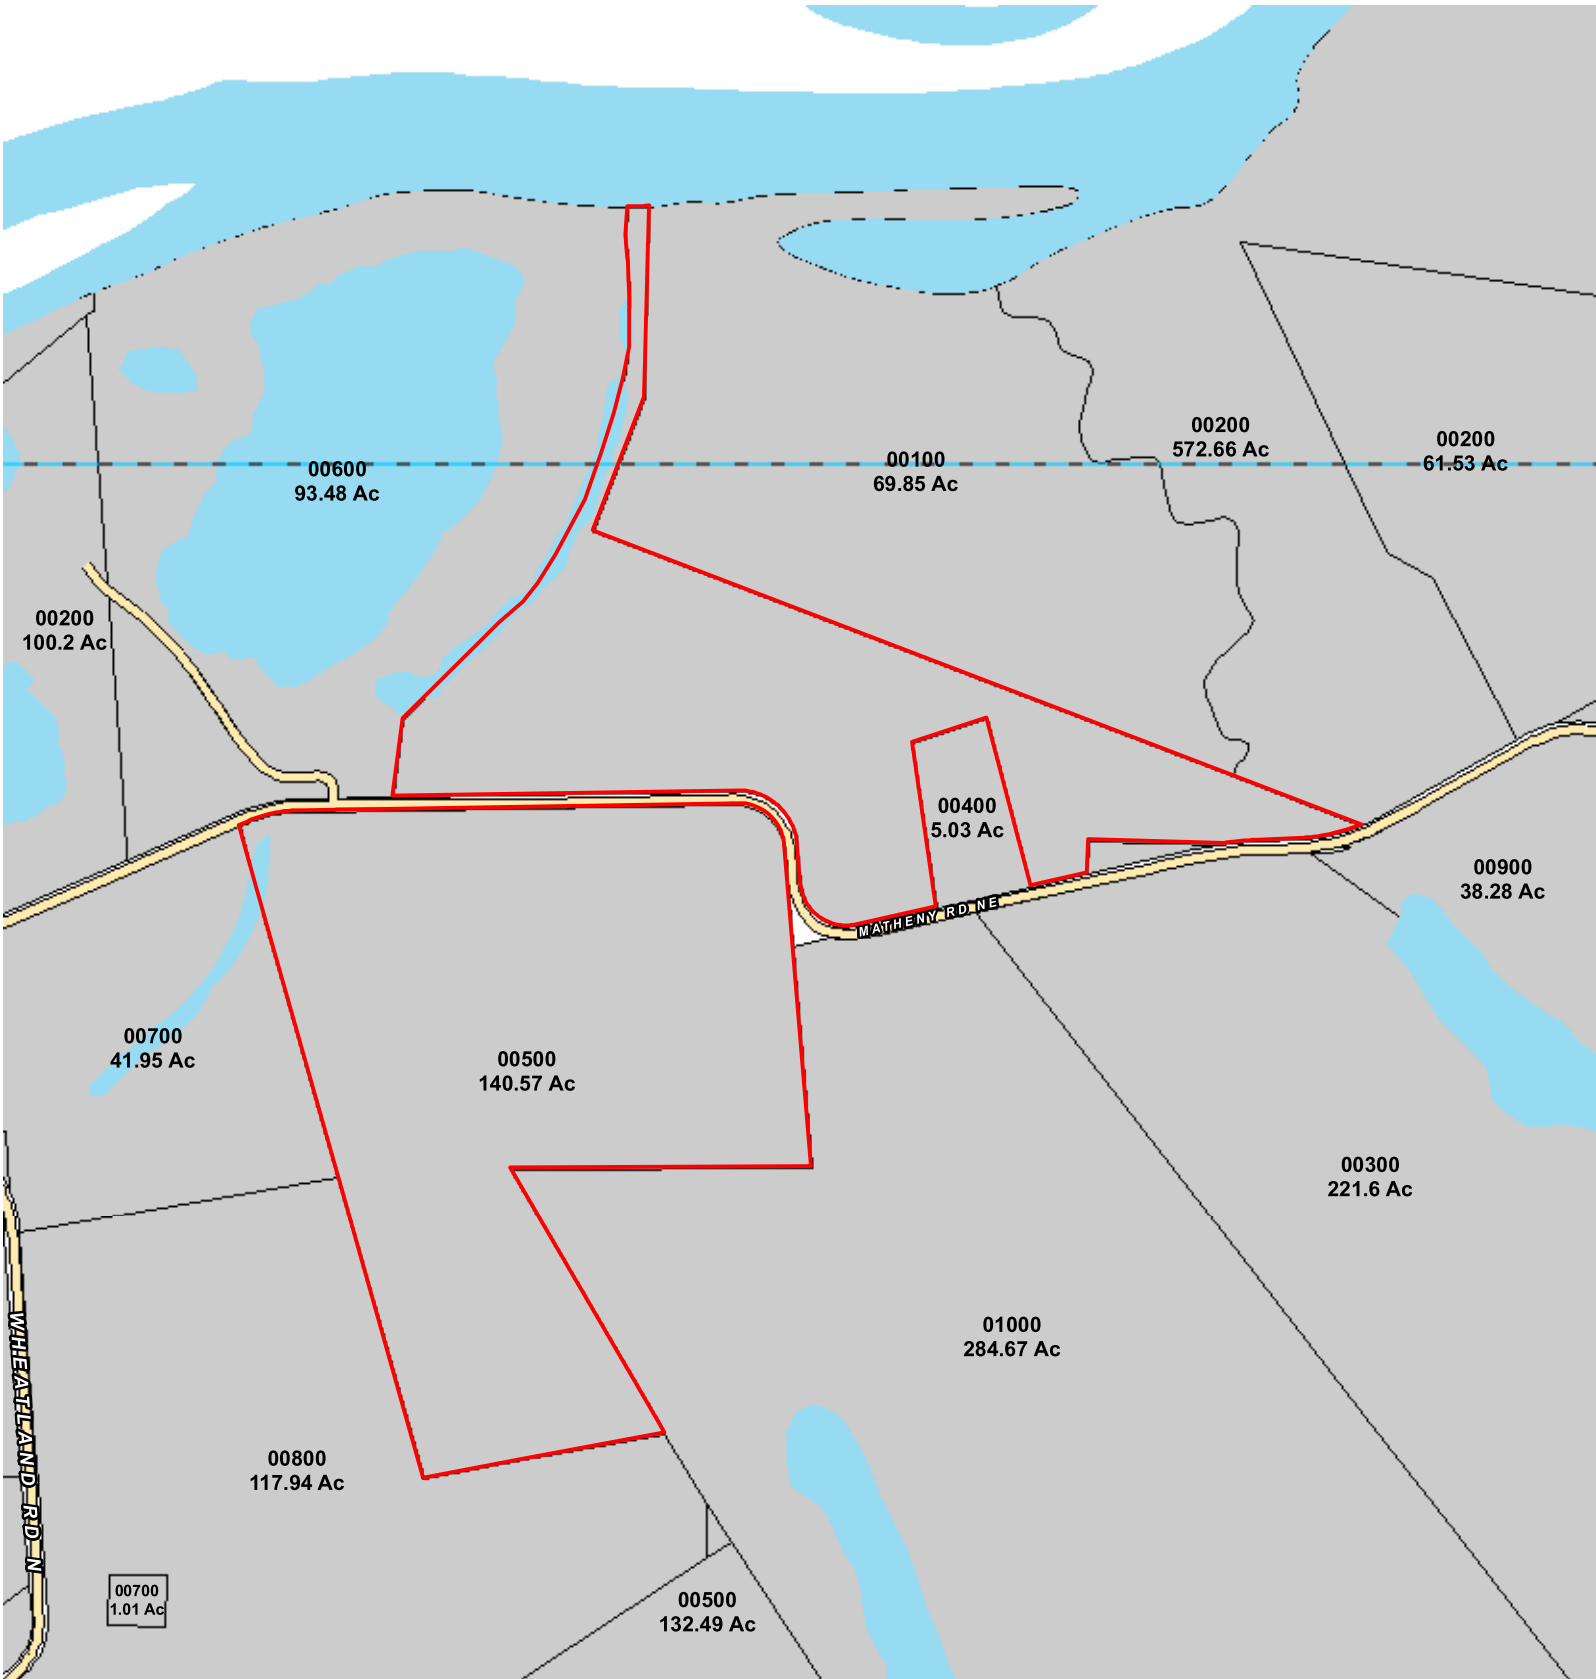 00200
572.66 Ac
00200
61.53 Ac
00600
93.48 Ac
00100
69.85 Ac
00200
100.2 Ac
00400
5.03 Ac
00900
38.28 Ac
MATHENY RD NE
00700
41.95 Ac
00500
140.57 Ac
00300
221.6 Ac
01000
284.67 Ac
WHEATLAND RD N
00800
117.94 Ac
00700
1.01 Ac
00500
132.49 Ac